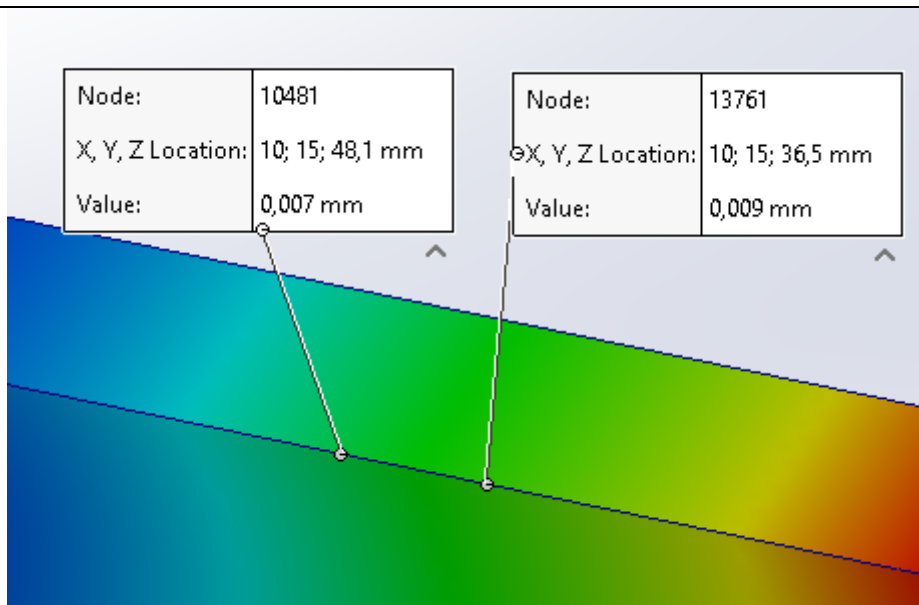 Node: 10481
X, Y, Z Location: 10; 15; 48,1 mm
Value: 0,007 mm
Node: 13761
X, Y, Z Location: 10; 15; 36,5 mm
Value: 0,009 mm